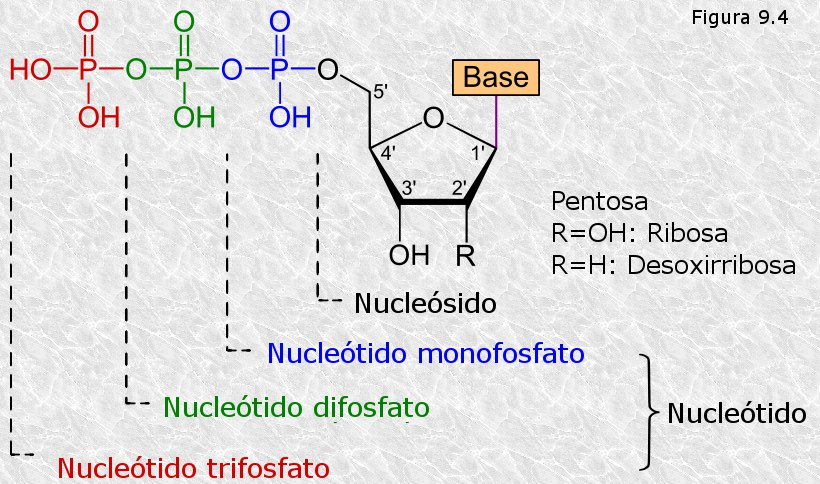 Figura 9.4
O O O
HO P O P O P O
OH OH OH
5'
Base
O
4' 1'
3' 2'
OH R
Pentosa
R=OH: Ribosa
R=H: Desoxirribosa
Nucleósido
Nucleótido monofosfato
Nucleótido difosfato
Nucleótido
Nucleótido trifosfato